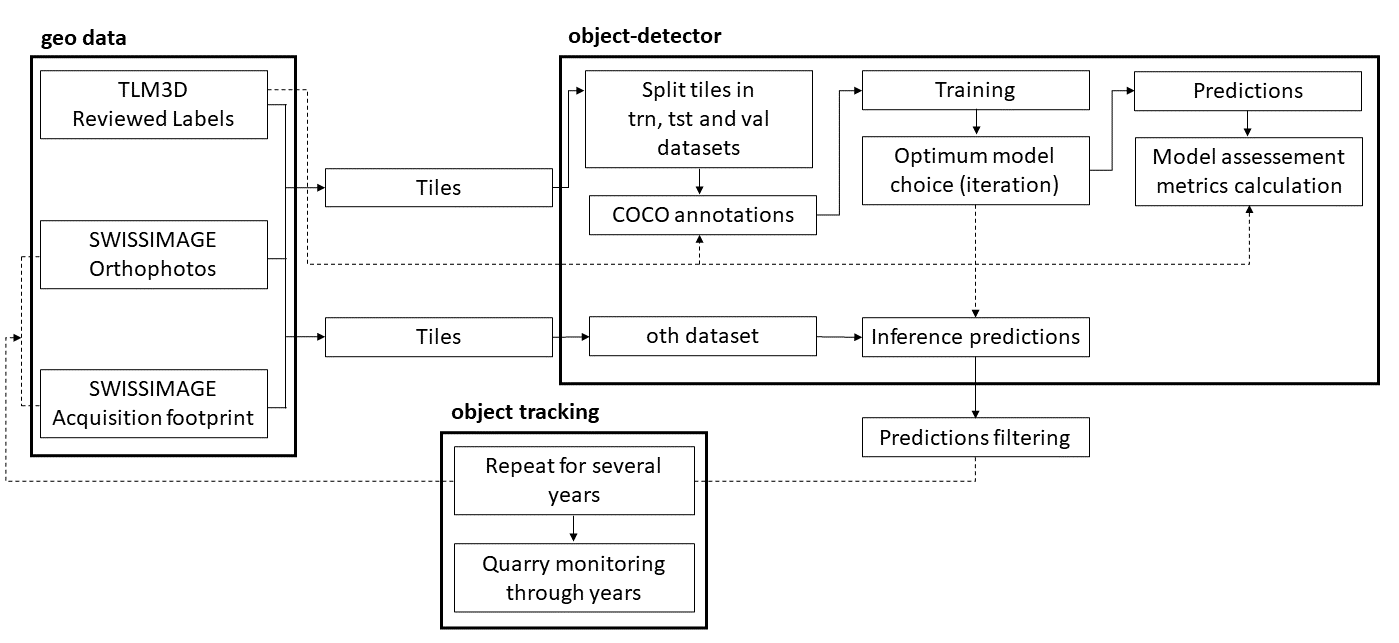 geo data
TLM3D
Reviewed Labels
SWISSIMAGE
Orthophotos
SWISSIMAGE
Acquisition footprint
Tiles
Tiles
object-detector
Split tiles in
trn, tst and val
datasets
COCO annotations
Training
Optimum model
choice (iteration)
Predictions
Model assessement
metrics calculation
oth dataset
Inference predictions
Predictions filtering
object tracking
Repeat for several
years
Quarry monitoring
through years